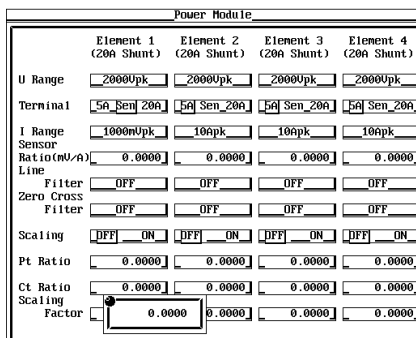 Power Module
Element 1 Element 2 Element 3 Element 4
(20A Shunt) (20A Shunt) (20A Shunt) (20A Shunt)
U Range 2000Vpk 2000Vpk 2000Vpk 2000Vpk
Terminal 5A Sen 20A 5A Sen 20A 5A Sen 20A 5A Sen 20A
I Range 1000mVpk 10Apk 10Apk 10Apk
Sensor
Ratio(mV/A) 0.0000 0.0000 0.0000 0.0000
Line
Filter OFF OFF OFF OFF
Zero Cross
Filter OFF OFF OFF OFF
Scaling OFF ON OFF ON OFF ON OFF ON
Pt Ratio 0.0000 0.0000 0.0000 0.0000
Ct Ratio 0.0000 0.0000 0.0000 0.0000
Scaling
Factor 0.0000 0.0000 0.0000 0.0000